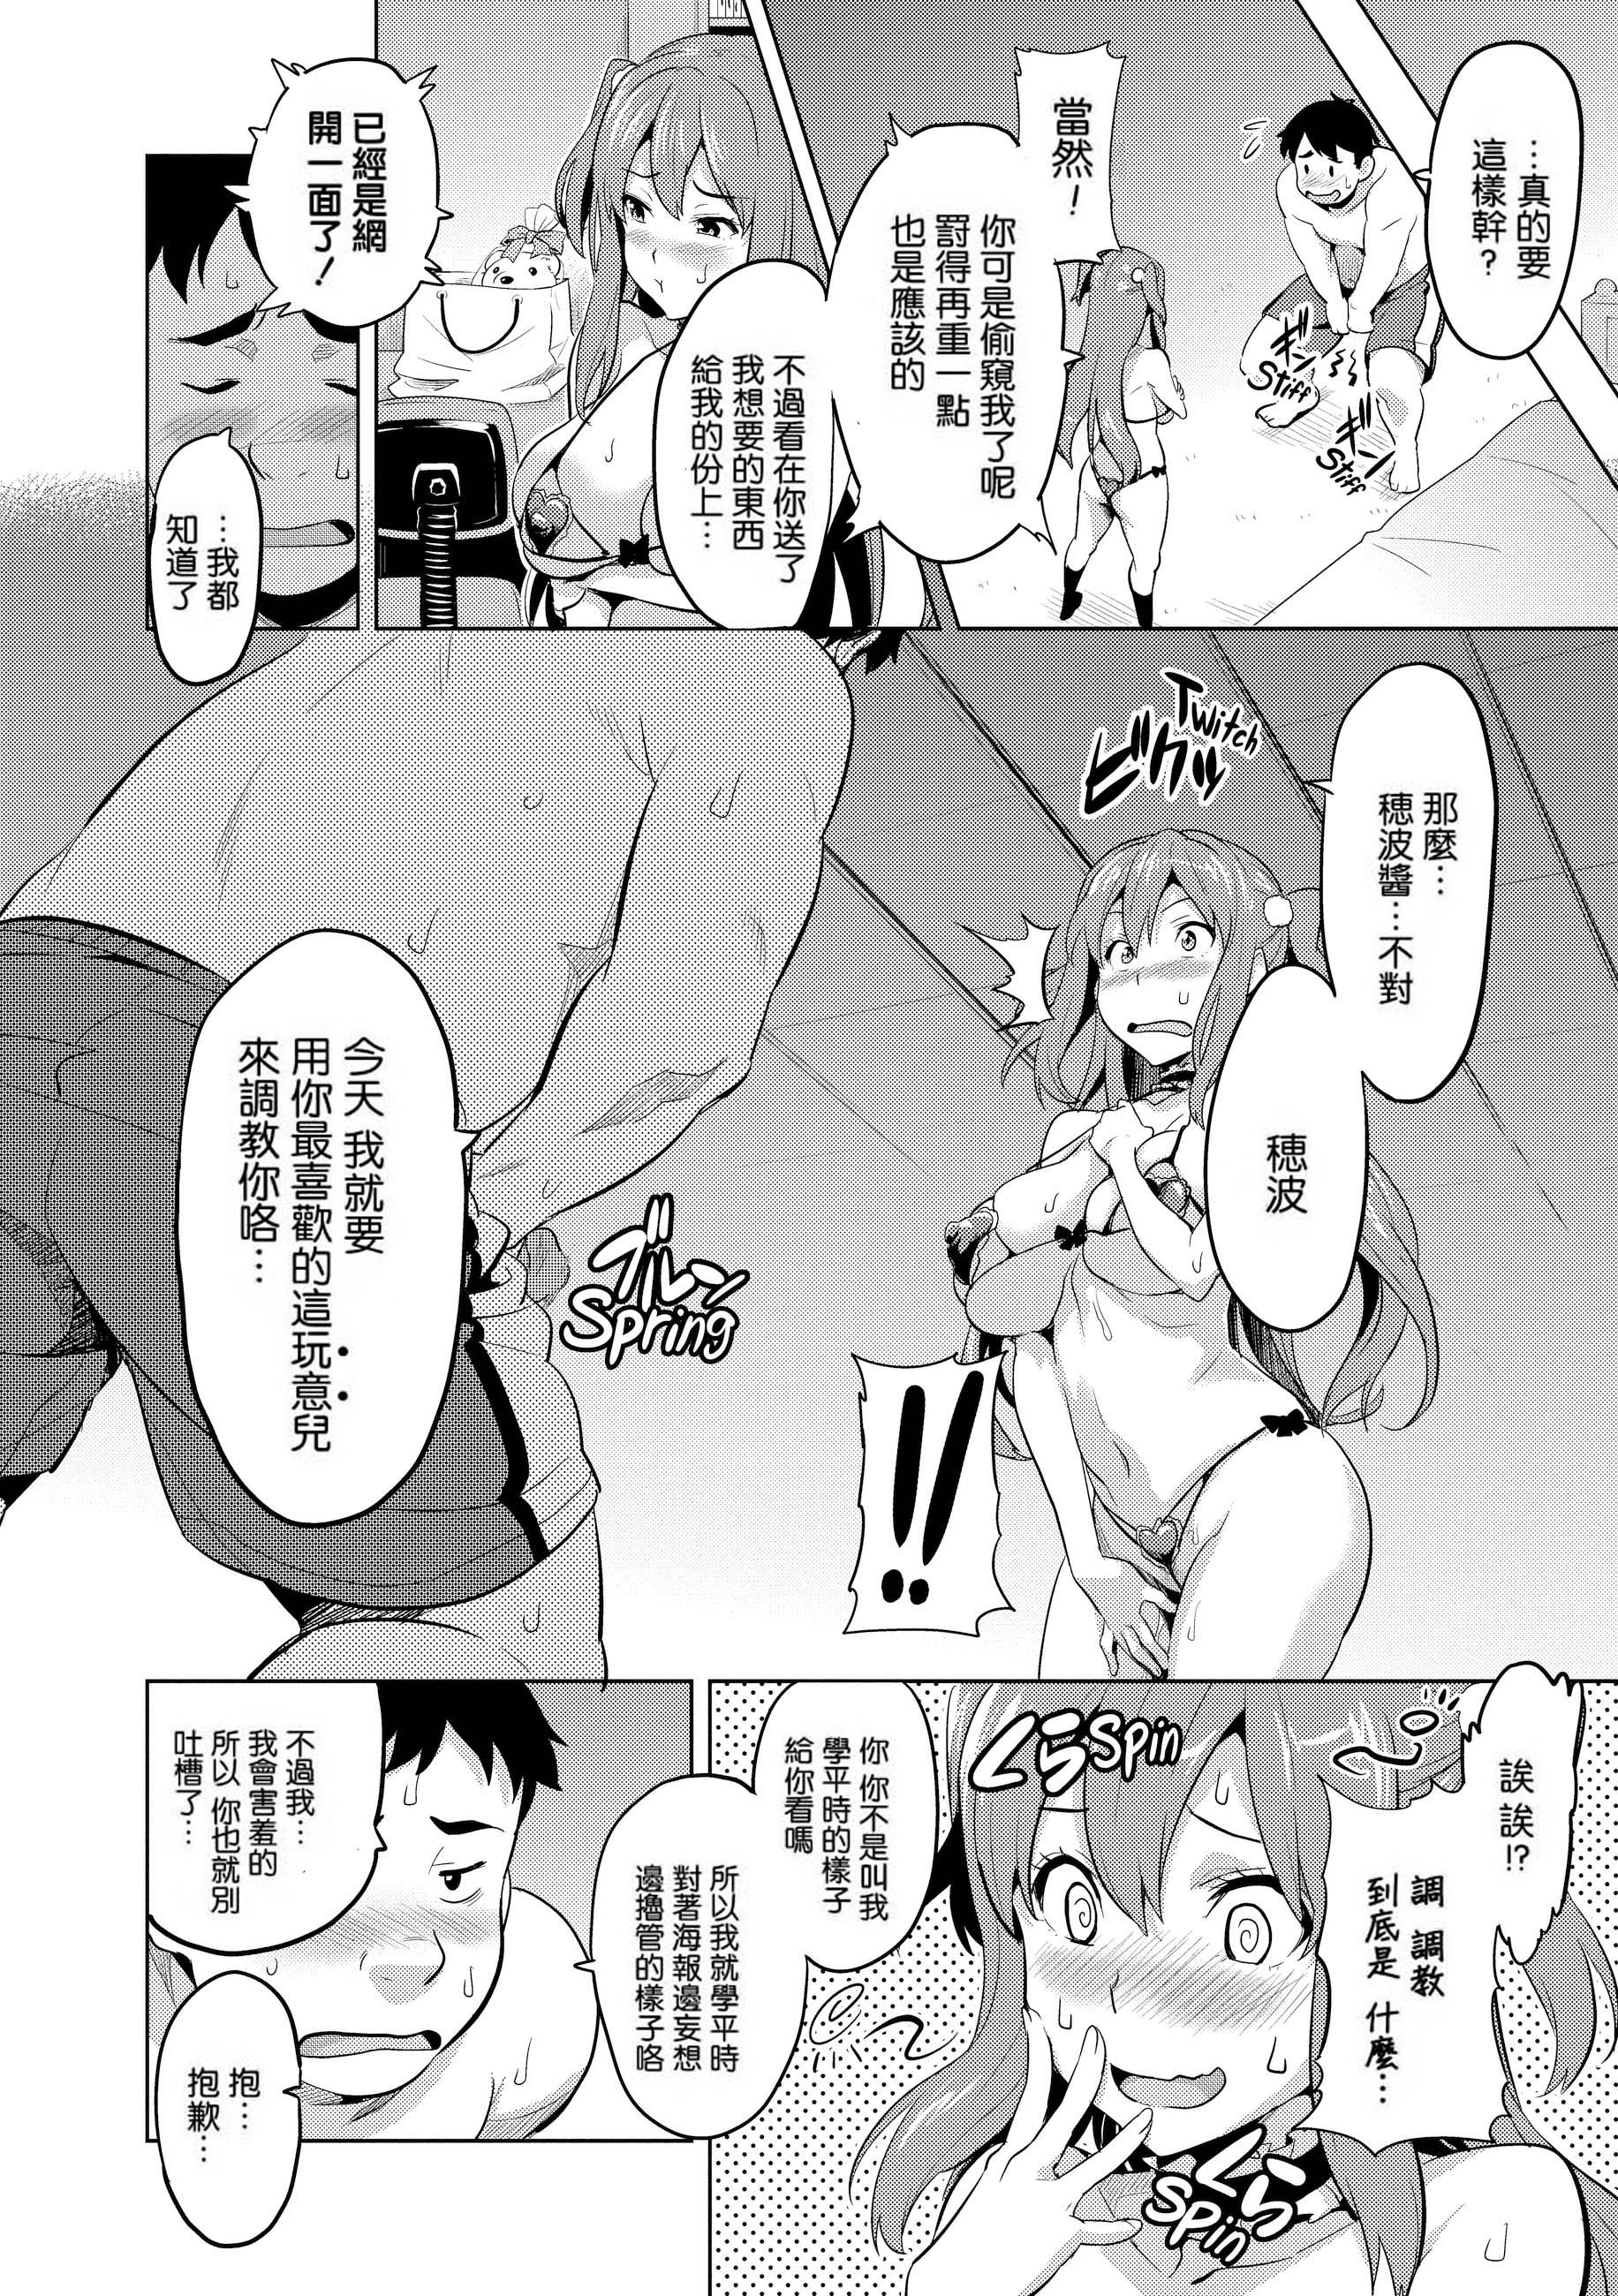 …真的要
這樣幹?
ギンッ
Stiff
ギンッ
Stiff
當然!
你可是偷窺我了呢
罰得再重一點
也是應該的
不過看在你送了
我想要的東西
給我的份上…
已經是網
開一面了!
…我都
知道了
那麼…
穗波醬…不對
穂波
ビクッ
Twitch
!!
今天 我就要
用你最喜歡的這玩意兒
來調教你咯…
ブルン
Spring
誒 誒!?
調 調教
到底是 什麼…
くら
Spin
くら
Spin
你 你不是叫我
學平時的樣子
給你看嗎
所以我就學平時
對著海報邊妄想
邊擼管的樣子咯
不過我…
我會害羞的
所以 你也就別
吐槽了…
抱…
抱歉…